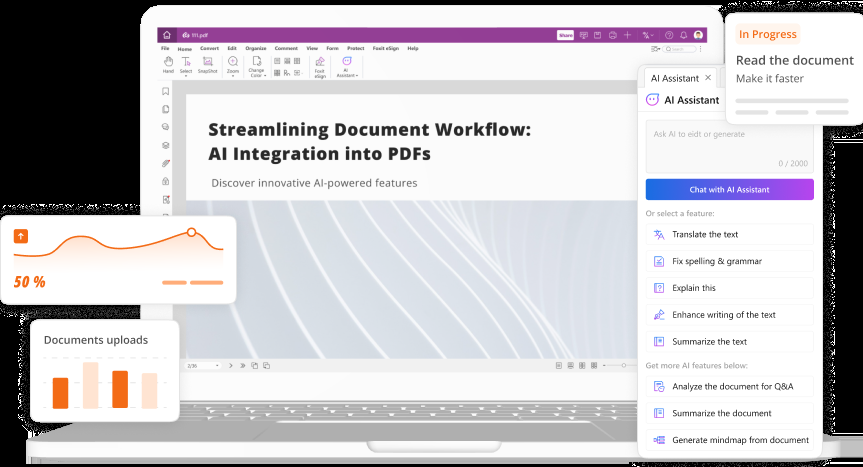 111.pdf
Share
File Home Convert Edit Organize Comment View Form Protect Foxit eSign Help
Hand Select SnapShot Zoom Change Color Foxit eSign AI Assistant
Streamlining Document Workflow:
AI Integration into PDFs
Discover innovative AI-powered features
2/36
In Progress
Read the document
Make it faster
AI Assistant
AI Assistant
Ask AI to eidt or generate
0 / 2000
Chat with AI Assistant
Or select a feature:
Translate the text
Fix spelling & grammar
Explain this
Enhance writing of the text
Summarize the text
Get more AI features below:
Analyze the document for Q&A
Summarize the document
Generate mindmap from document
50 %
Documents uploads